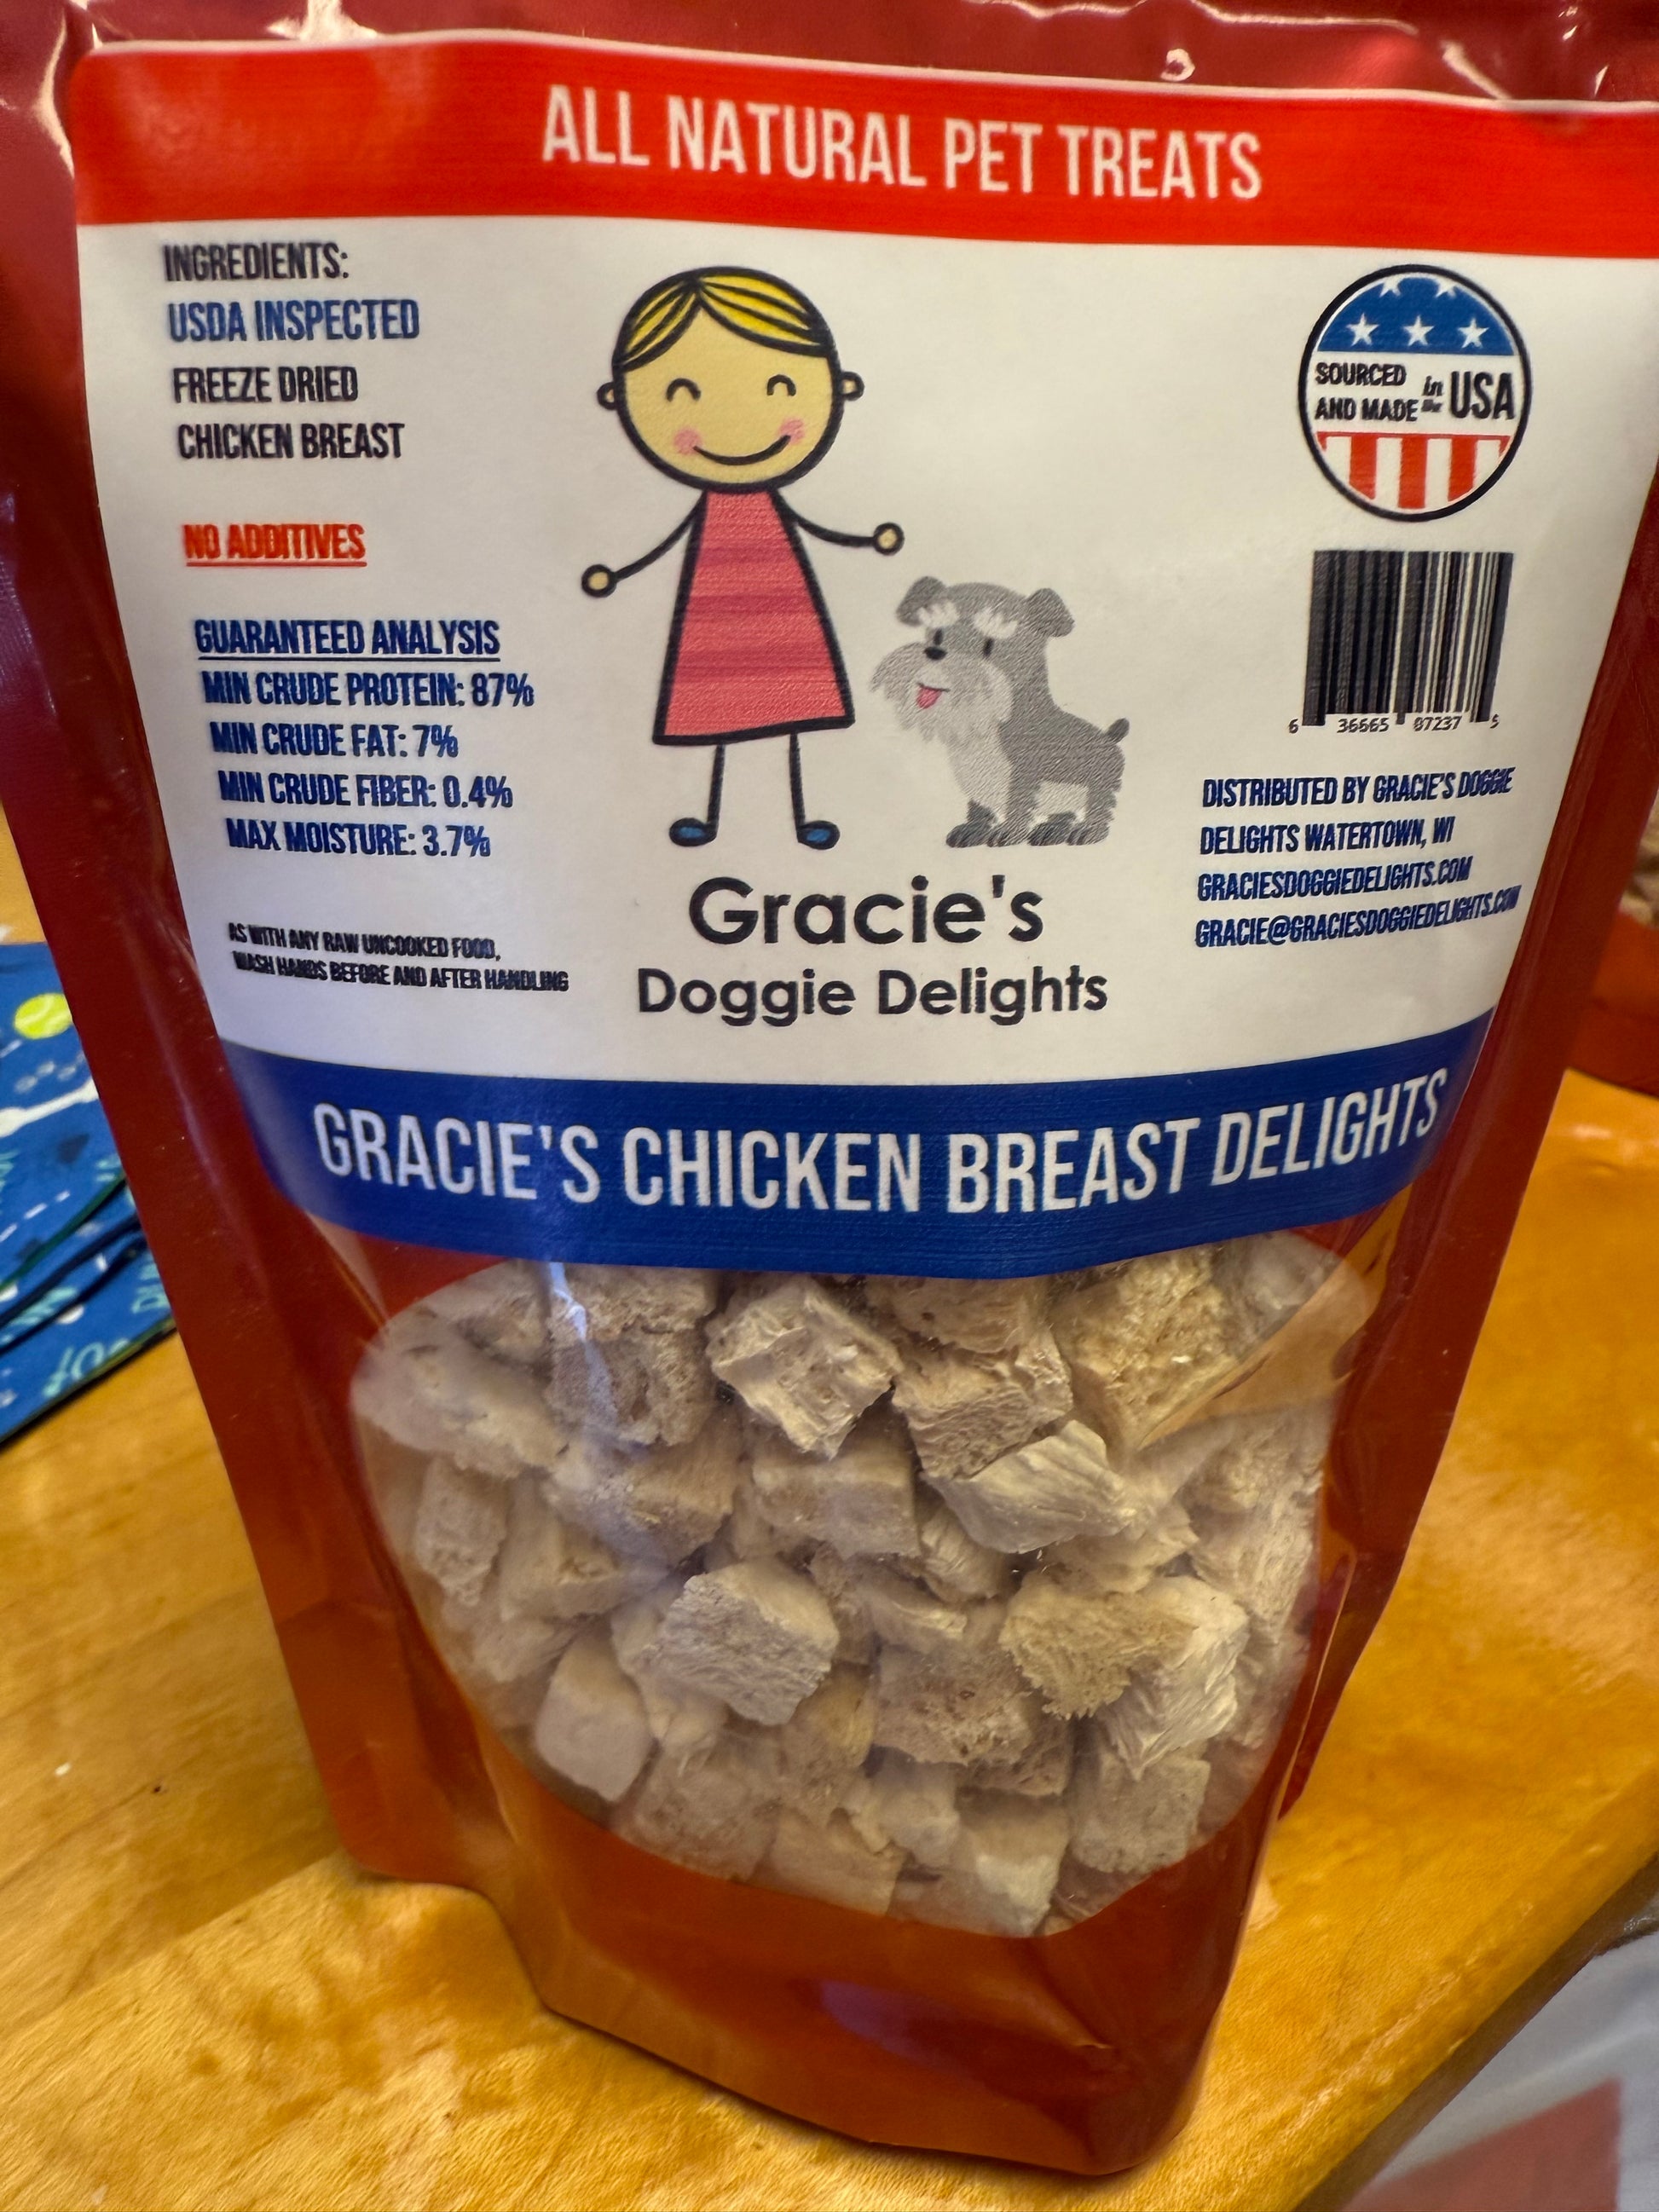 ALL NATURAL PET TREATS
INGREDIENTS:
USDA INSPECTED
FREEZE DRIED
CHICKEN BREAST
NO ADDITIVES
GUARANTEED ANALYSIS
MIN CRUDE PROTEIN: 87%
MIN CRUDE FAT: 7%
MIN CRUDE FIBER: 0.4%
MAX MOISTURE: 3.7%
AS WITH ANY RAW UNCOOKED FOOD,
WASH HANDS BEFORE AND AFTER HANDLING
Gracie's
Doggie Delights
SOURCED
AND MADE in the USA
6 36665 87237 5
DISTRIBUTED BY GRACIE'S DOGGIE
DELIGHTS WATERTOWN, WI
GRACIESDOGGIEDELIGHTS.COM
GRACIE@GRACIESDOGGIEDELIGHTS.COM
GRACIE'S CHICKEN BREAST DELIGHTS